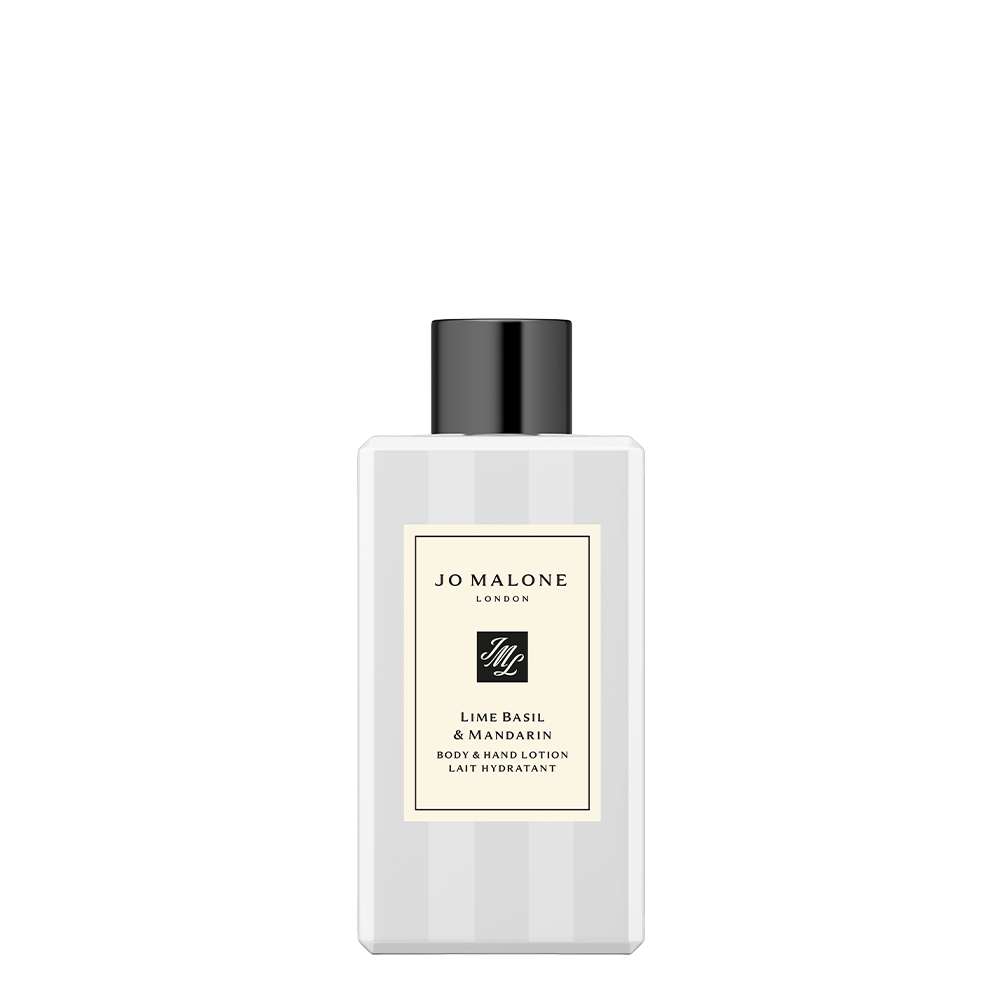 JO MALONE
LONDON
JML
LIME BASIL
& MANDARIN
BODY & HAND LOTION
LAIT HYDRATANT